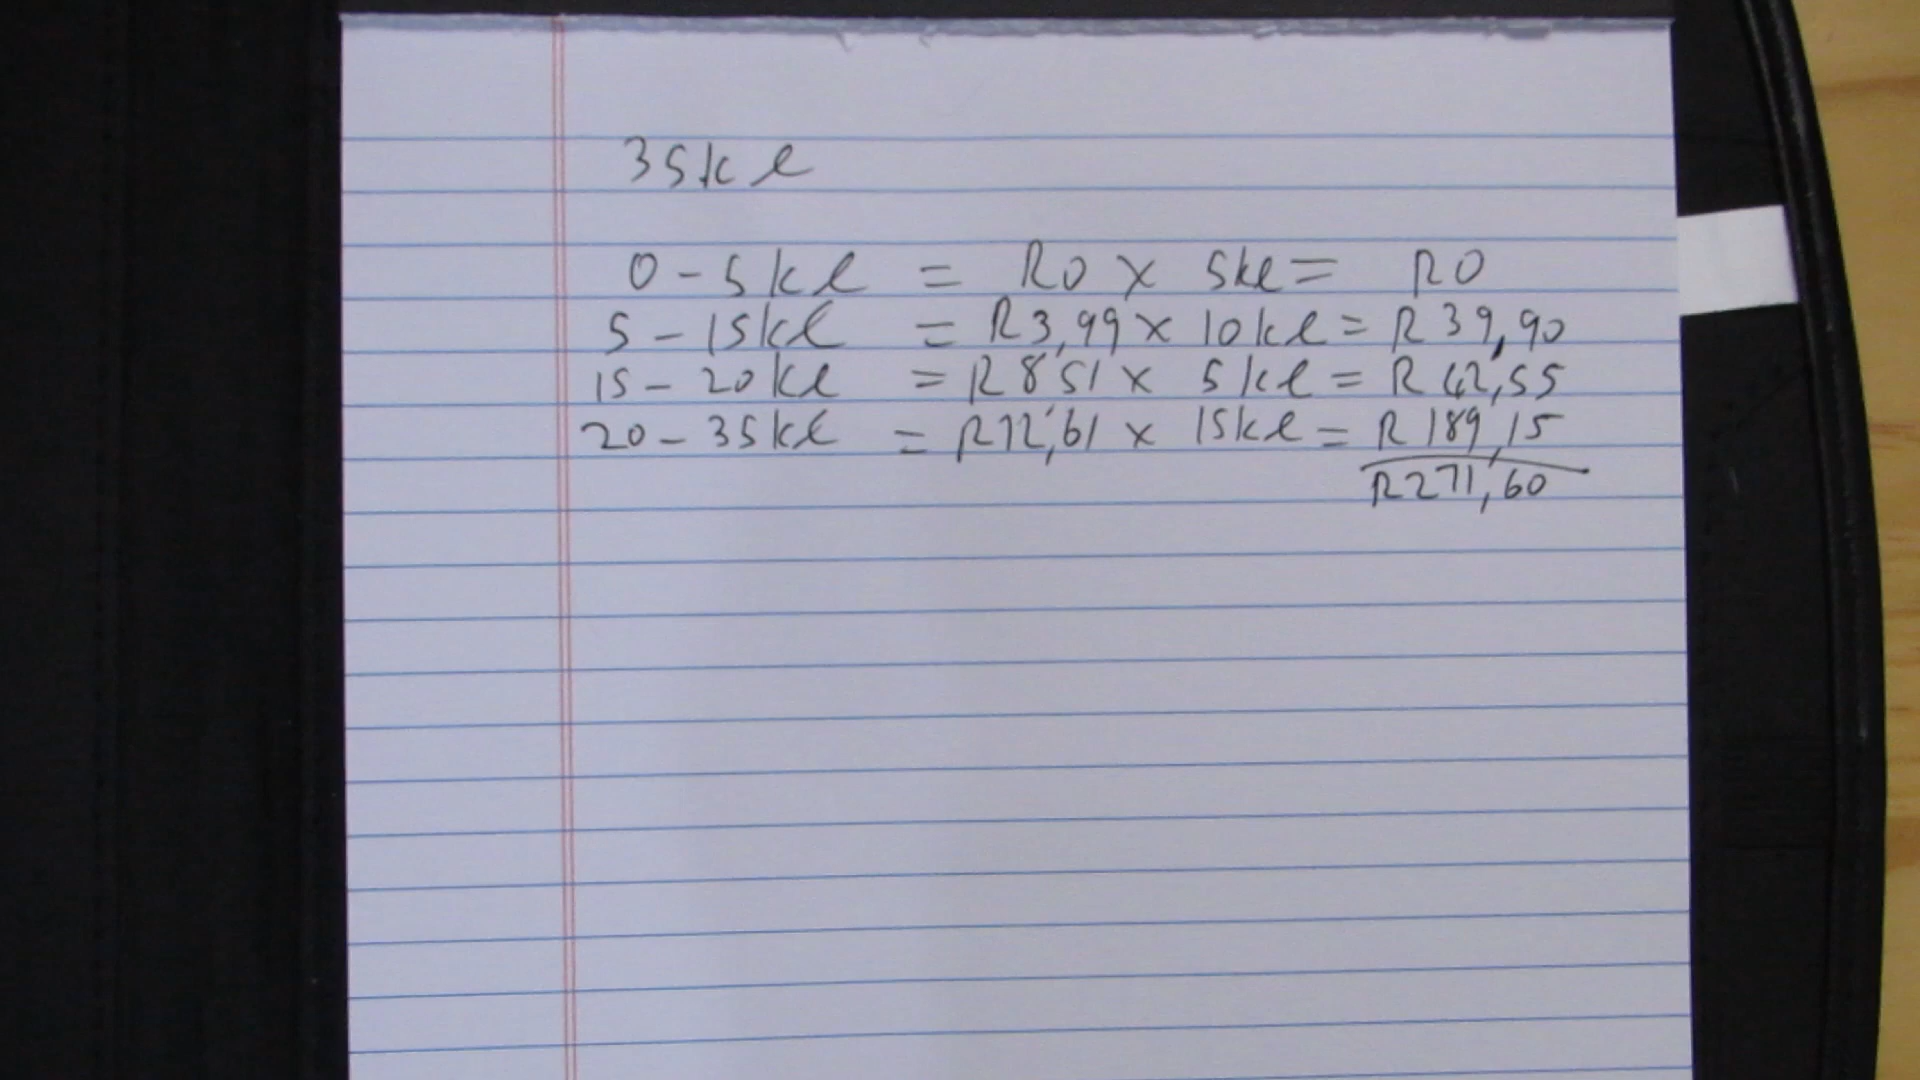 35kl
0 - 5kl = R0 x 5kl = R0
5 - 15kl = R3,99 x 10kl = R39,90
15 - 20kl = R8,51 x 5kl = R42,55
20 - 35kl = R12,61 x 15kl = R189,15
R271,60